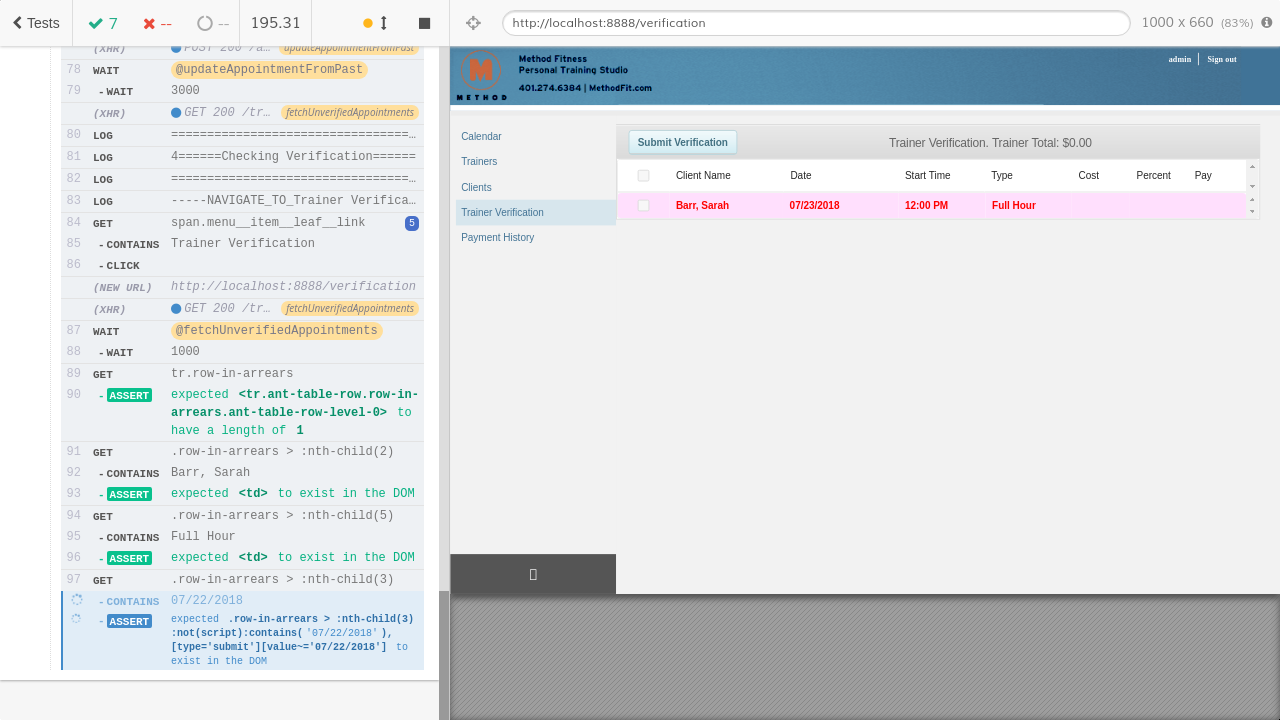 Tests
7
--
--
195.31
http://localhost:8888/verification
1000 x 660 (83%)
(XHR) POST 200 /a... updateAppointmentFromPast
78 WAIT @updateAppointmentFromPast
79 - WAIT 3000
(XHR) GET 200 /tr... fetchUnverifiedAppointments
80 LOG =================================...
81 LOG 4======Checking Verification======
82 LOG =================================...
83 LOG -----NAVIGATE_TO_Trainer Verifica...
84 GET span.menu__item__leaf__link 5
85 - CONTAINS Trainer Verification
86 - CLICK
(NEW URL) http://localhost:8888/verification
(XHR) GET 200 /tr... fetchUnverifiedAppointments
87 WAIT @fetchUnverifiedAppointments
88 - WAIT 1000
89 GET tr.row-in-arrears
90 - ASSERT expected <tr.ant-table-row.row-in-
arrears.ant-table-row-level-0> to
have a length of 1
91 GET .row-in-arrears > :nth-child(2)
92 - CONTAINS Barr, Sarah
93 - ASSERT expected <td> to exist in the DOM
94 GET .row-in-arrears > :nth-child(5)
95 - CONTAINS Full Hour
96 - ASSERT expected <td> to exist in the DOM
97 GET .row-in-arrears > :nth-child(3)
- CONTAINS 07/22/2018
- ASSERT expected .row-in-arrears > :nth-child(3)
:not(script):contains('07/22/2018'),
[type='submit'][value~='07/22/2018'] to
exist in the DOM
M
METHOD
Method Fitness
Personal Training Studio
401.274.6384 | MethodFit.com
admin | Sign out
Calendar
Trainers
Clients
Trainer Verification
Payment History
Submit Verification
Trainer Verification. Trainer Total: $0.00
Client Name Date Start Time Type Cost Percent Pay
Barr, Sarah 07/23/2018 12:00 PM Full Hour